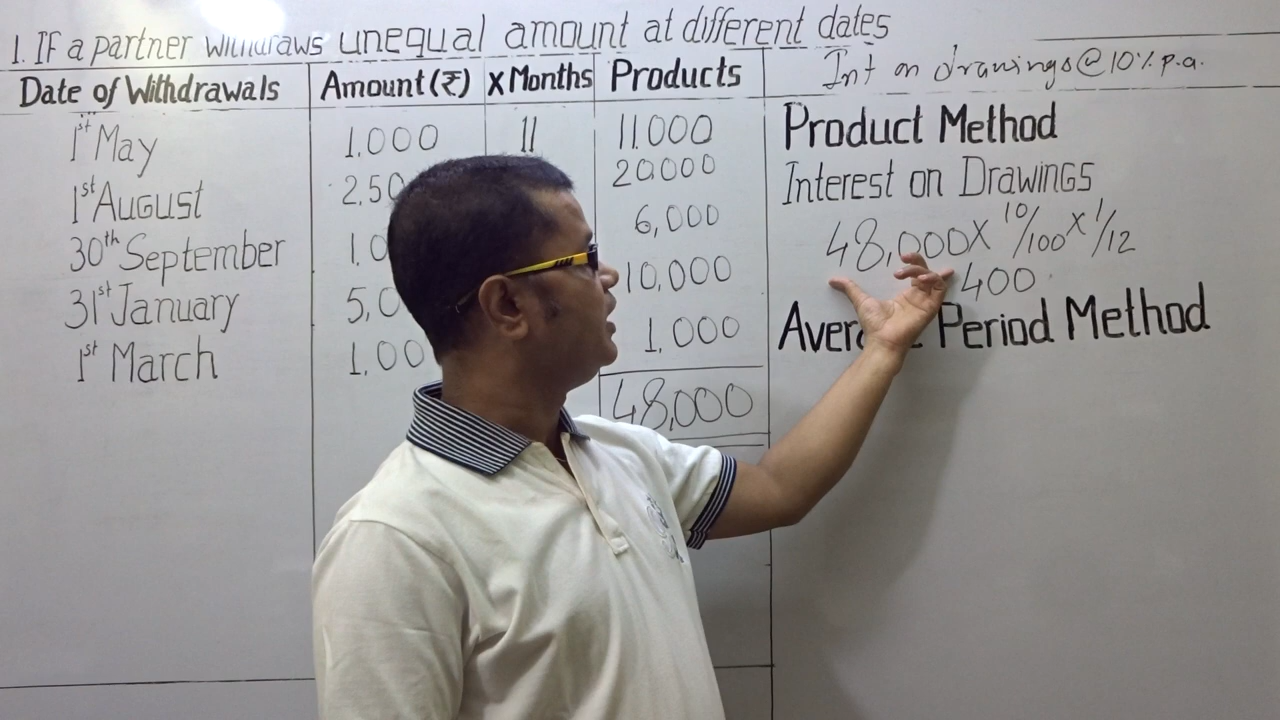 1. IF a partner withdraws unequal amount at different dates
Date of Withdrawals Amount (₹) X Months Products Int on drawings @ 10% p.a.
1st May 1,000 11 11,000 Product Method
1st August 2,50 20000 Interest on Drawings
30th September 1,0 6,000 48,000 X 10/100 X 1/12
31st January 5,0 10,000 400
1st March 1,00 1,000 Period Method
48,000